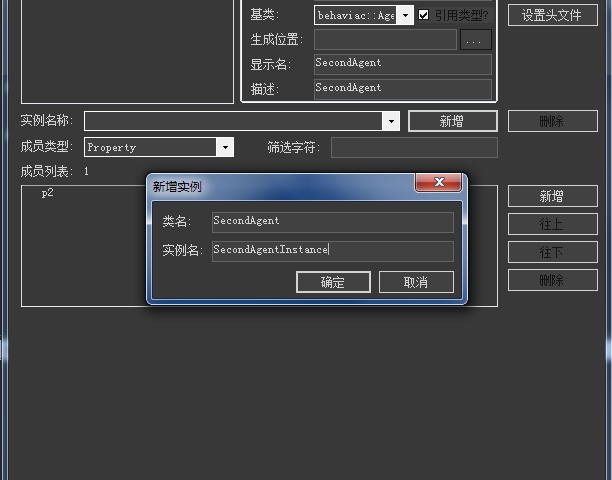 基类: behaviac::Age 引用类型? 设置头文件
生成位置: ...
显示名: SecondAgent
描述: SecondAgent
实例名称: 新增 删除
成员类型: Property 筛选字符:
成员列表: 1
p2
新增
往上
往下
删除
新增实例
类名: SecondAgent
实例名: SecondAgentInstance
确定 取消